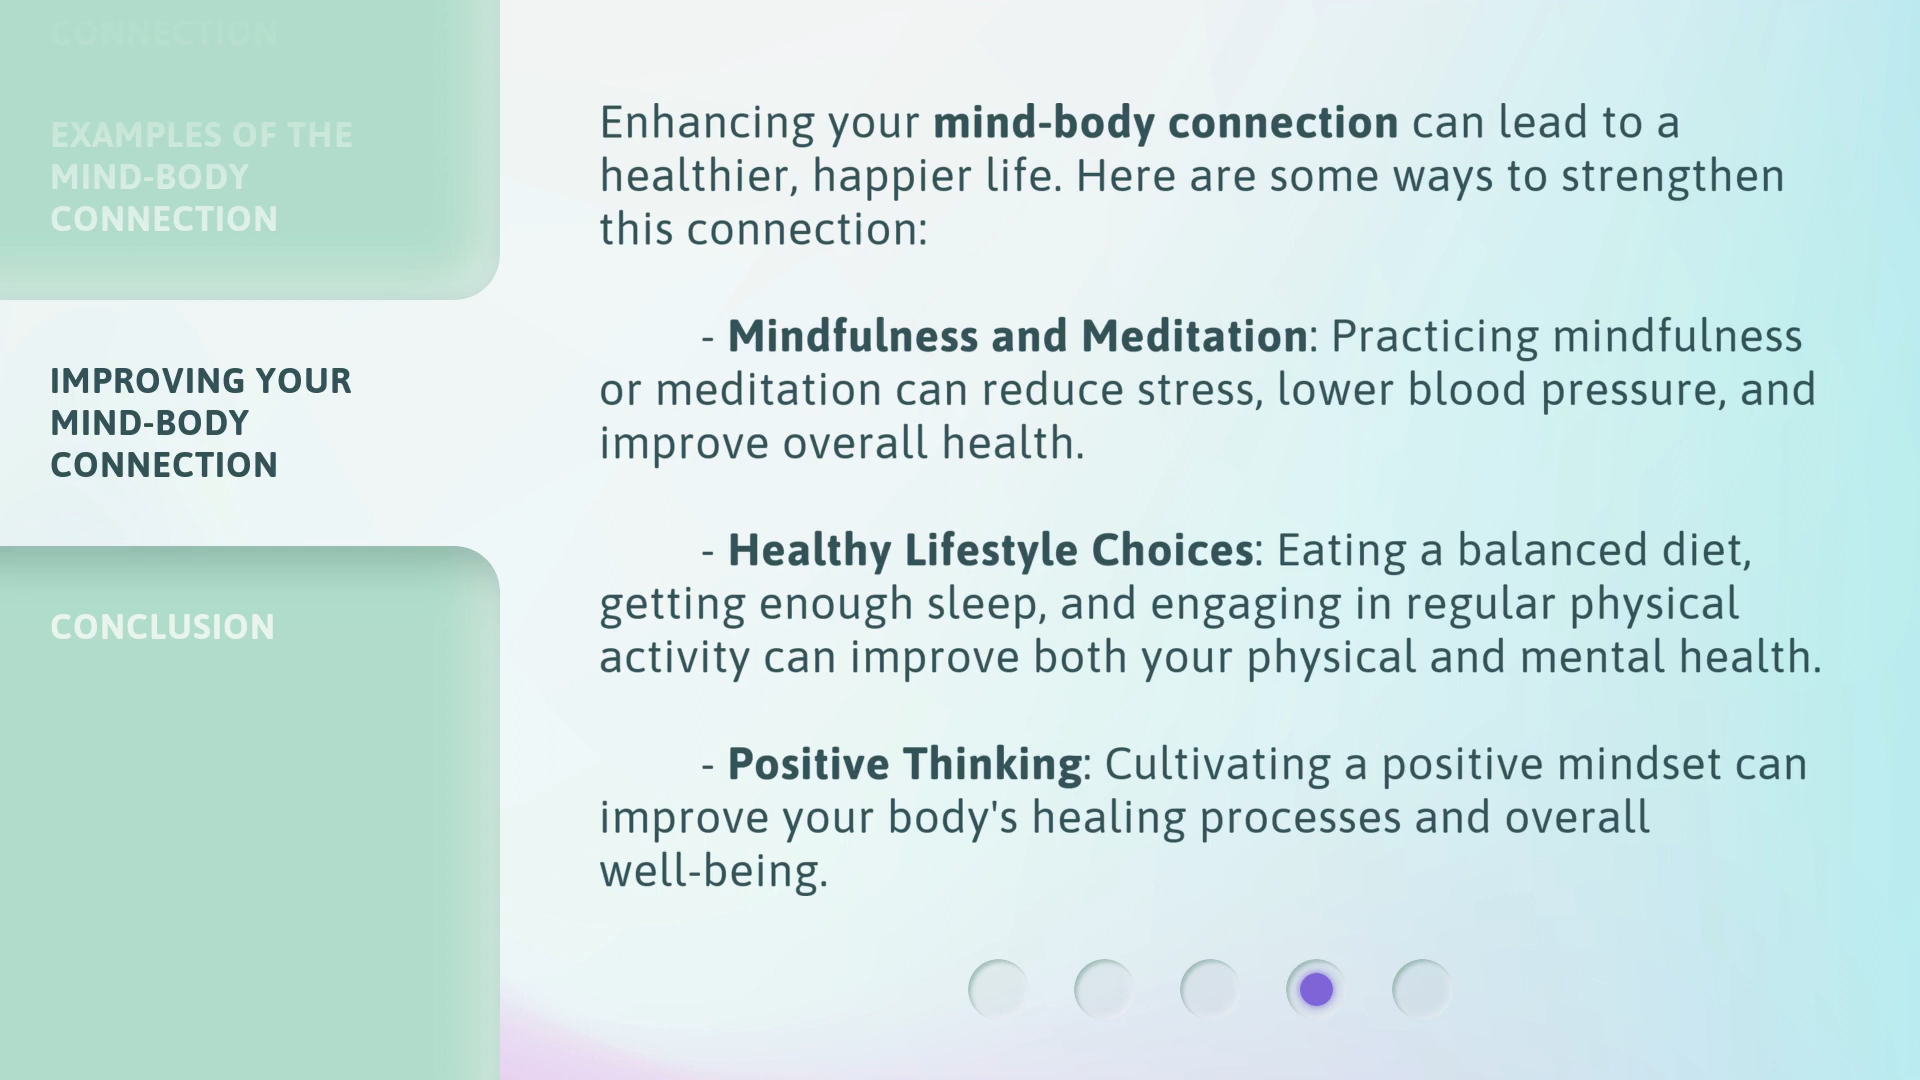 CONNECTION
EXAMPLES OF THE
MIND-BODY
CONNECTION
IMPROVING YOUR
MIND-BODY
CONNECTION
CONCLUSION
Enhancing your mind-body connection can lead to a
healthier, happier life. Here are some ways to strengthen
this connection:
- Mindfulness and Meditation: Practicing mindfulness
or meditation can reduce stress, lower blood pressure, and
improve overall health.
- Healthy Lifestyle Choices: Eating a balanced diet,
getting enough sleep, and engaging in regular physical
activity can improve both your physical and mental health.
- Positive Thinking: Cultivating a positive mindset can
improve your body's healing processes and overall
well-being.